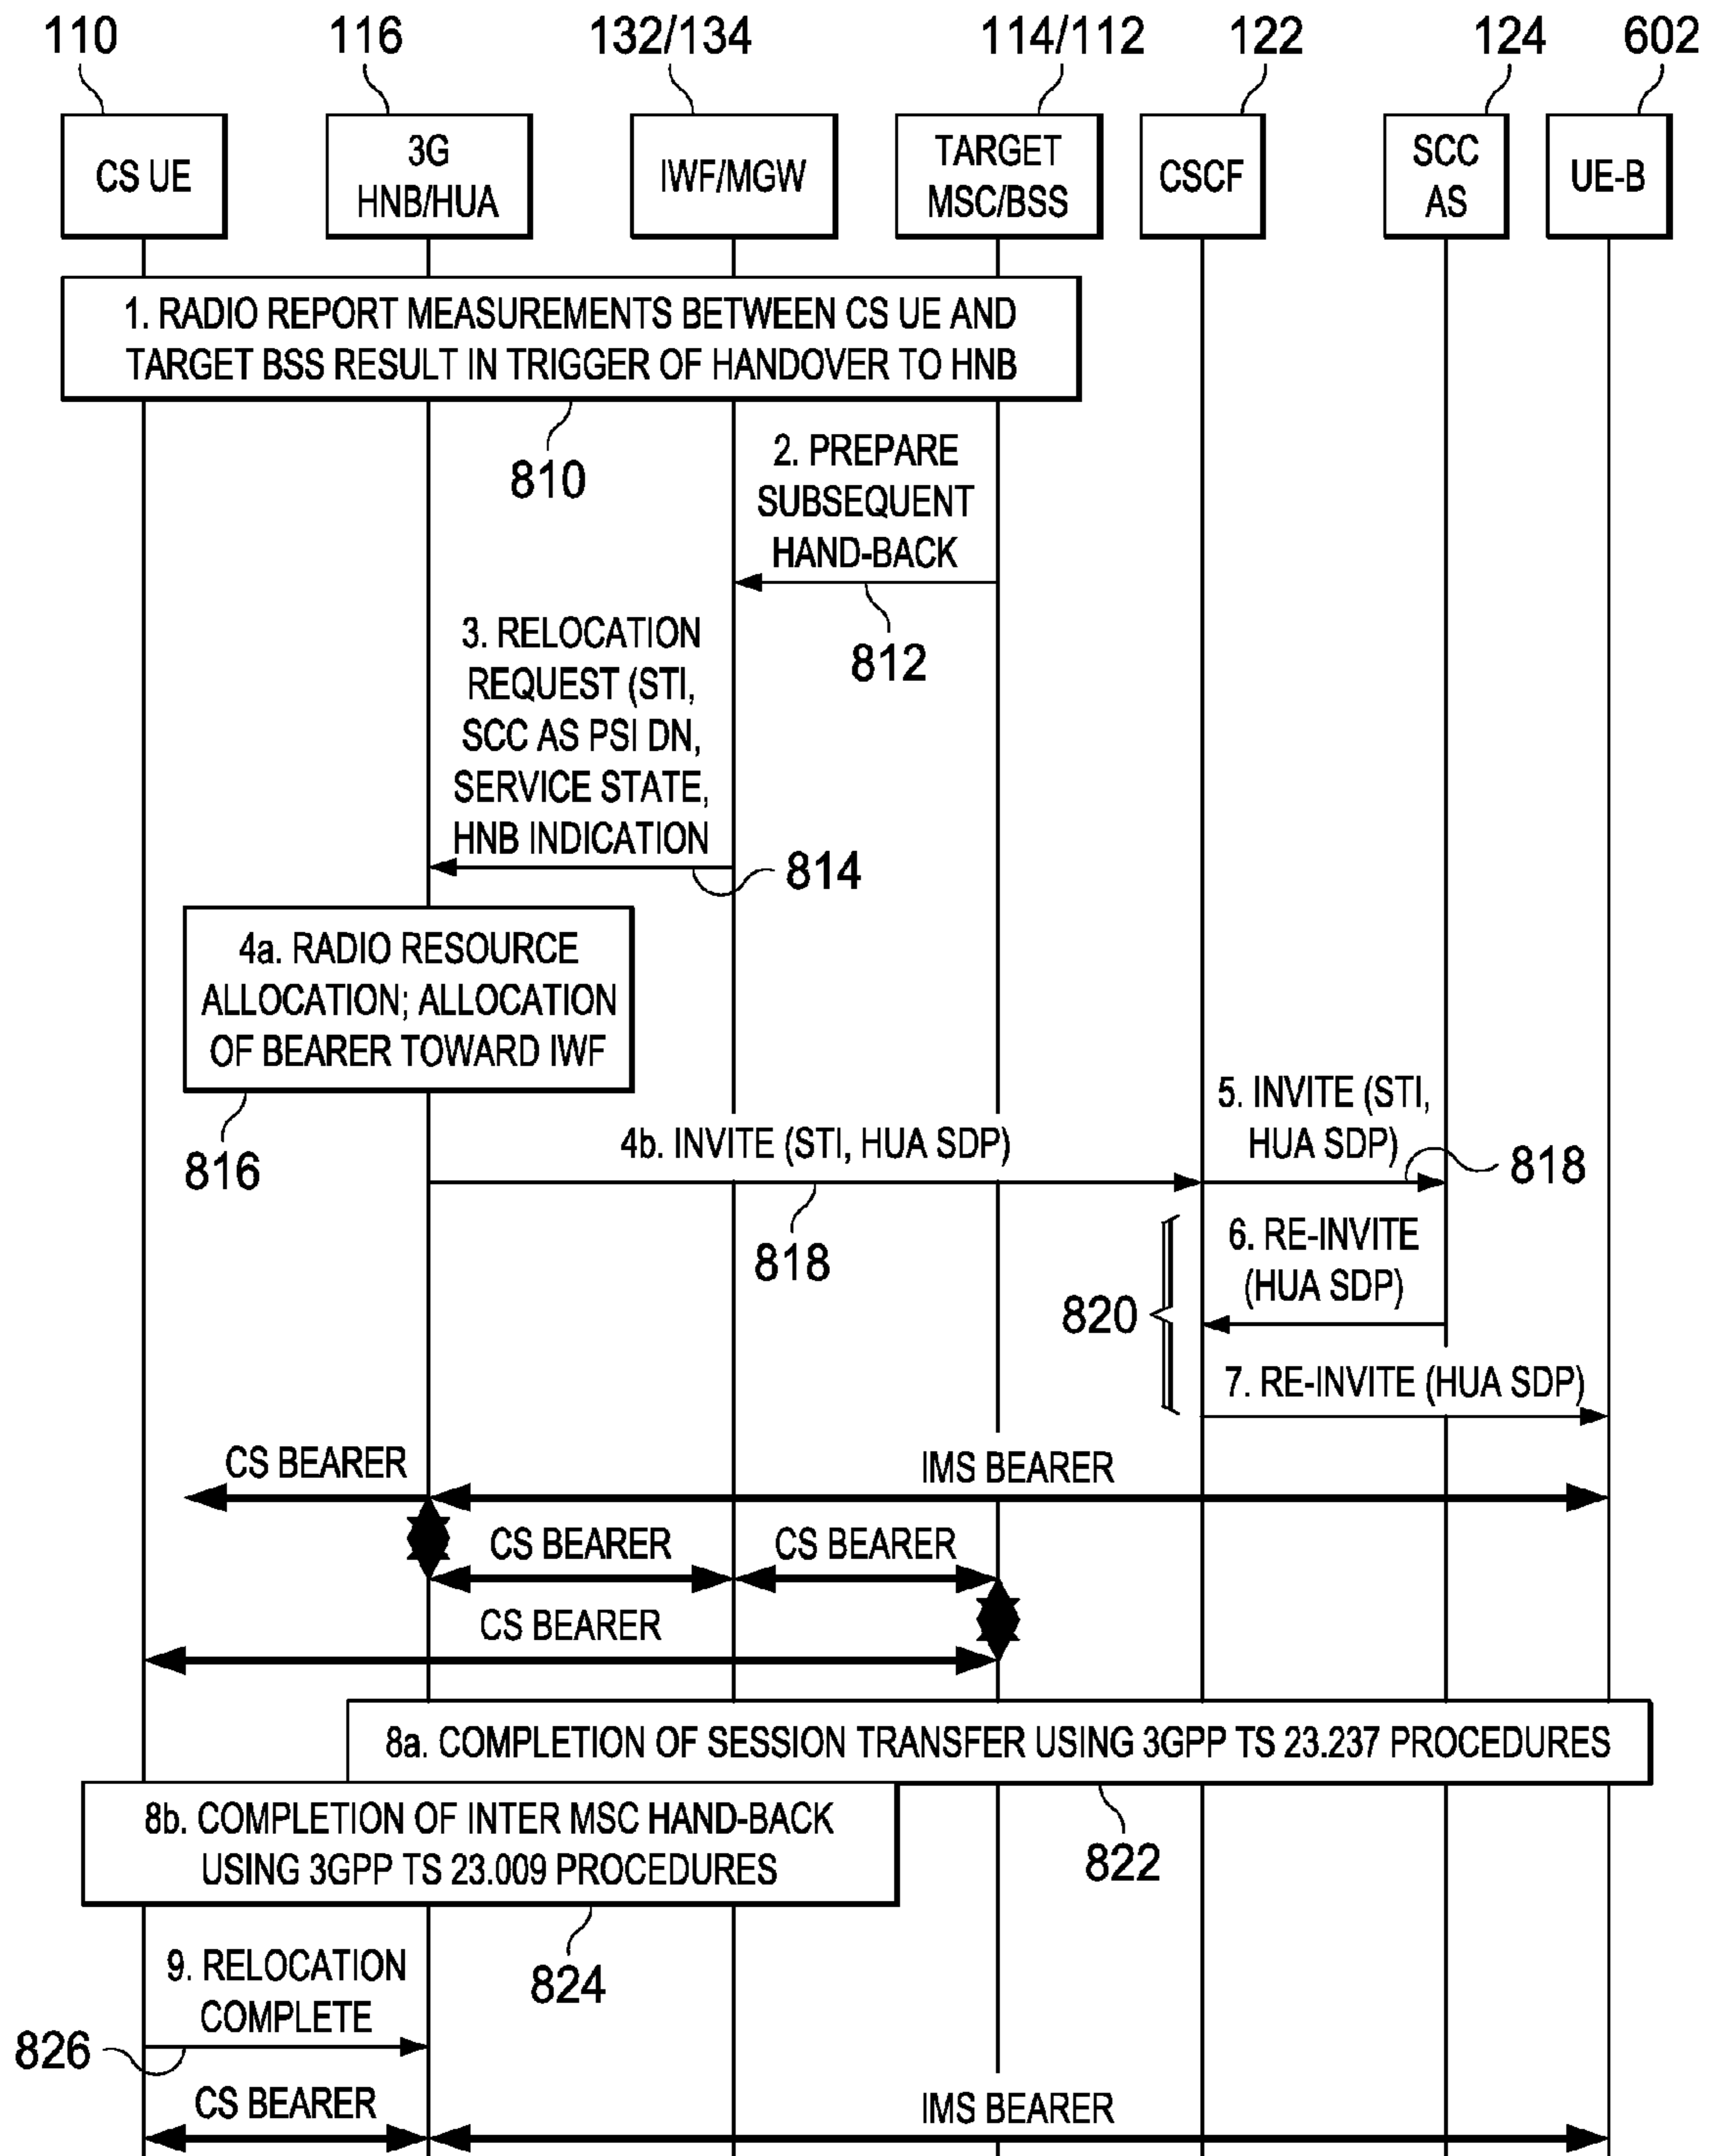 110
116
132/134
114/112
122
124
602
CS UE
3G
HNB/HUA
IWF/MGW
TARGET
MSC/BSS
CSCF
SCC
AS
UE-B
1. RADIO REPORT MEASUREMENTS BETWEEN CS UE AND
TARGET BSS RESULT IN TRIGGER OF HANDOVER TO HNB
810
2. PREPARE
SUBSEQUENT
HAND-BACK
812
3. RELOCATION
REQUEST (STI,
SCC AS PSI DN,
SERVICE STATE,
HNB INDICATION
814
4a. RADIO RESOURCE
ALLOCATION; ALLOCATION
OF BEARER TOWARD IWF
816
4b. INVITE (STI, HUA SDP)
818
5. INVITE (STI,
HUA SDP)
818
6. RE-INVITE
(HUA SDP)
820
7. RE-INVITE (HUA SDP)
CS BEARER
IMS BEARER
CS BEARER
CS BEARER
CS BEARER
8a. COMPLETION OF SESSION TRANSFER USING 3GPP TS 23.237 PROCEDURES
822
8b. COMPLETION OF INTER MSC HAND-BACK
USING 3GPP TS 23.009 PROCEDURES
824
9. RELOCATION
COMPLETE
826
CS BEARER
IMS BEARER